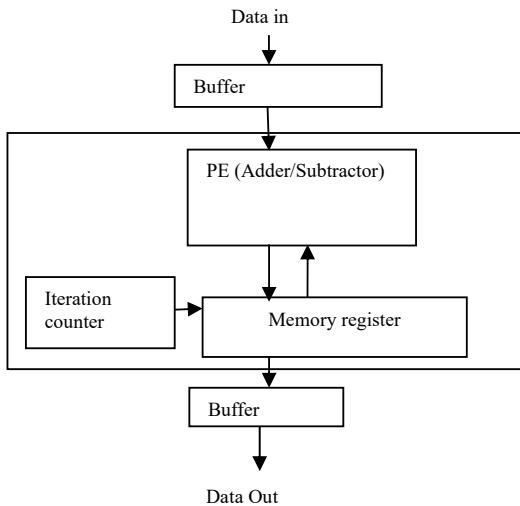 Data in
Buffer
PE (Adder/Subtractor)
Iteration
counter
Memory register
Buffer
Data Out